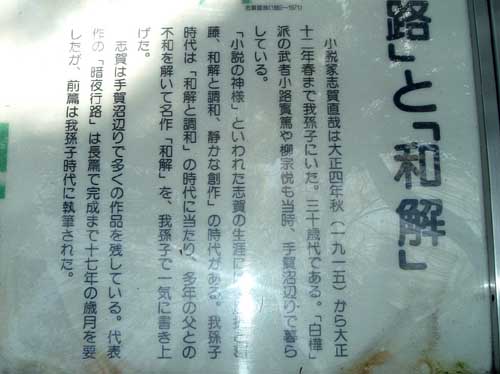 路」と「和解」
小説家志賀直哉は大正四年秋(一九一五)から大正
十二年春まで我孫子にいた。三十歳代である。「白樺」
派の武者小路實篤や柳宗悦も当時、手賀沼辺りで暮ら
している。
「小説の神様」といわれた志賀の生涯に
藤、和解と調和、静かな創作」の時代がある。我孫子
時代は「和解と調和」の時代に当たり、多年の父との
不和を解いて名作「和解」を、我孫子で一気に書き上
げた。
志賀は手賀沼辺りで多くの作品を残している。代表
作の「暗夜行路」は長篇で完成まで十七年の歳月を要
したが、前篇は我孫子時代に執筆された。